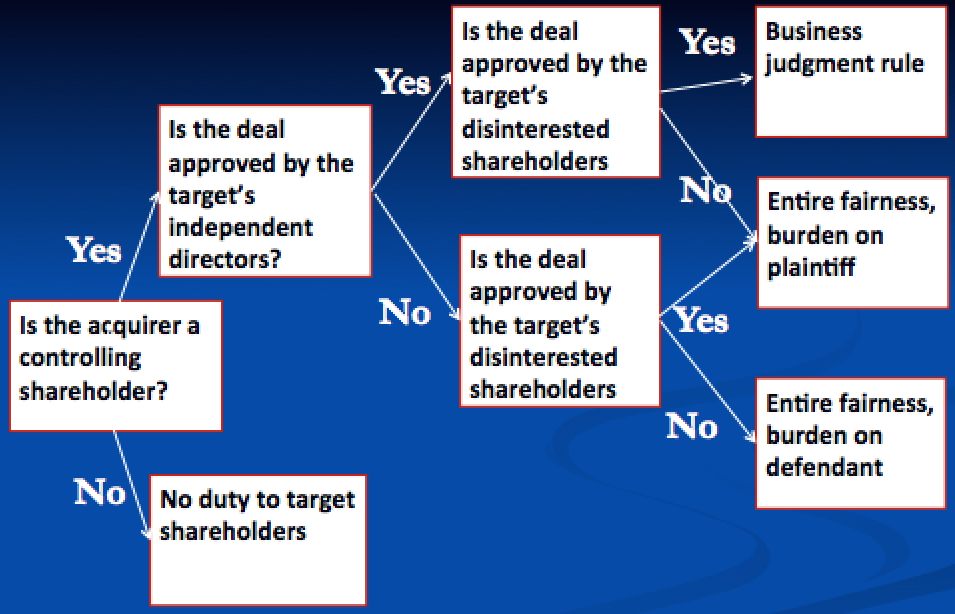 Is the deal
approved by the
target's
disinterested
shareholders
Yes
Business
judgment rule
Yes
Is the deal
approved by the
target's
independent
directors?
No
Entire fairness,
burden on
plaintiff
Yes
Is the deal
approved by
the target's
disinterested
shareholders
No
Yes
Is the acquirer a
controlling
shareholder?
No
Entire fairness,
burden on
defendant
No
No duty to target
shareholders